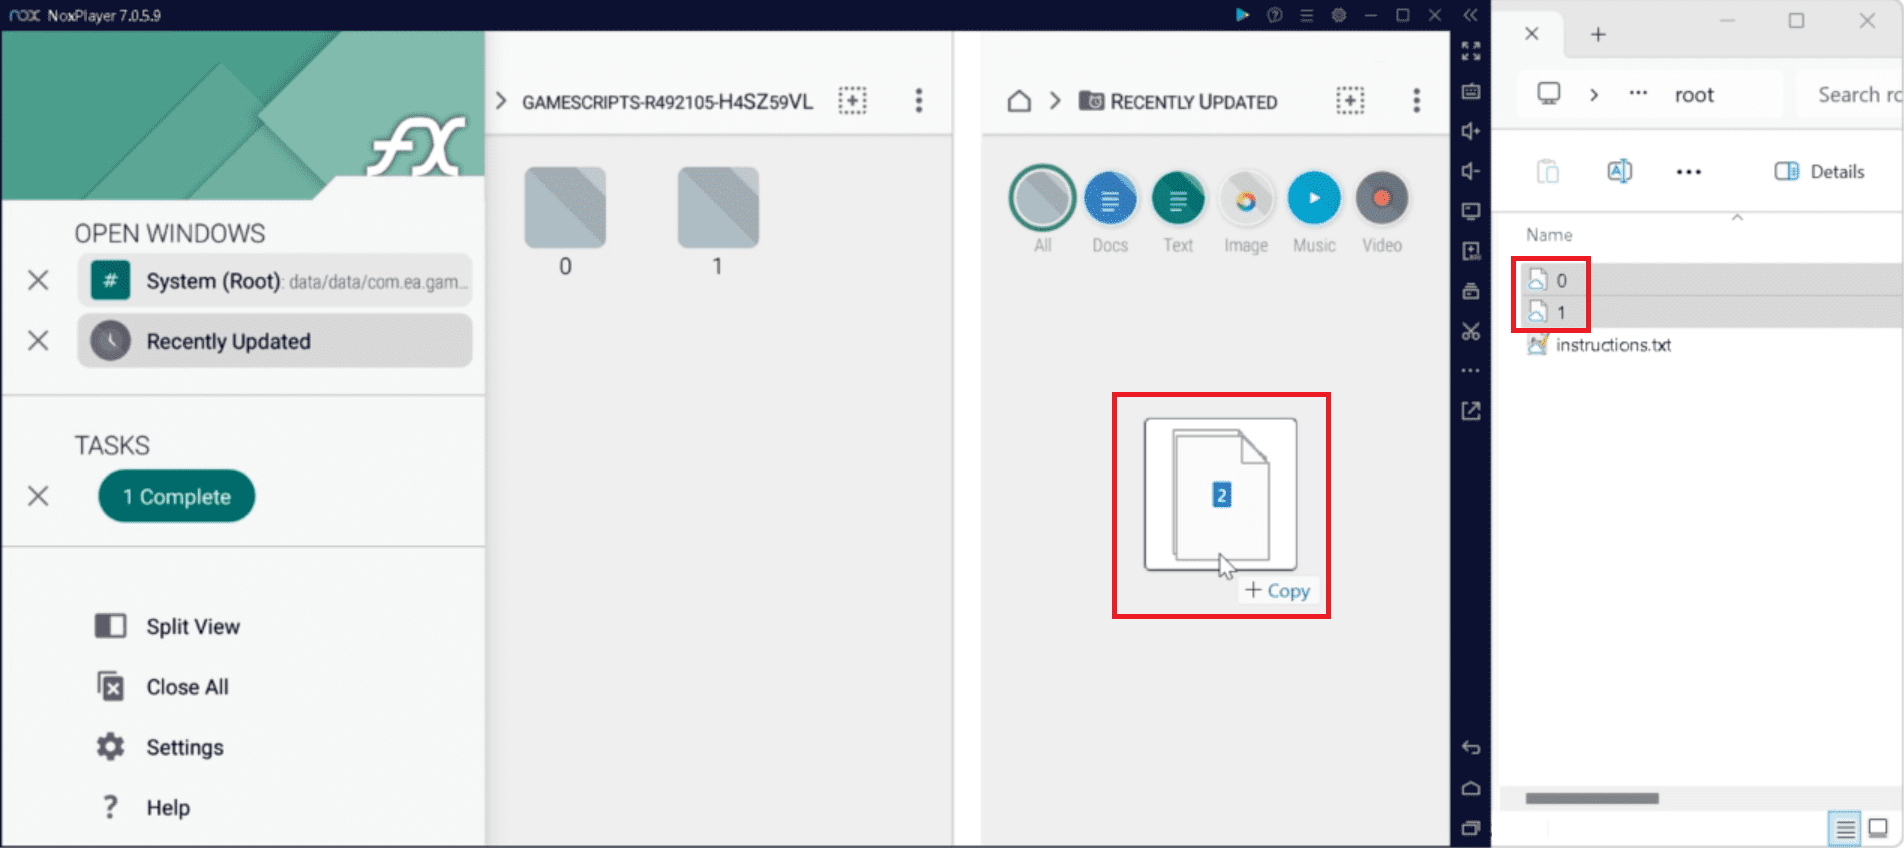 nox NoxPlayer 7.0.5.9
fX
OPEN WINDOWS
# System (Root): data/data/com.ea.gam...
Recently Updated
TASKS
1 Complete
Split View
Close All
Settings
? Help
GAMESCRIPTS-R492105-H4SZ59VL
0
1
RECENTLY UPDATED
All
Docs
Text
Image
Music
Video
2
+ Copy
root
Search ro
Details
Name
0
1
instructions.txt